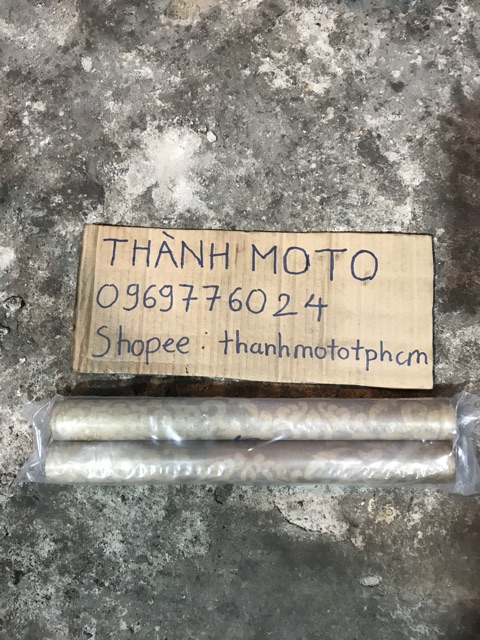 THÀNH MOTO
0969776024
Shopee . thanhmototphcm